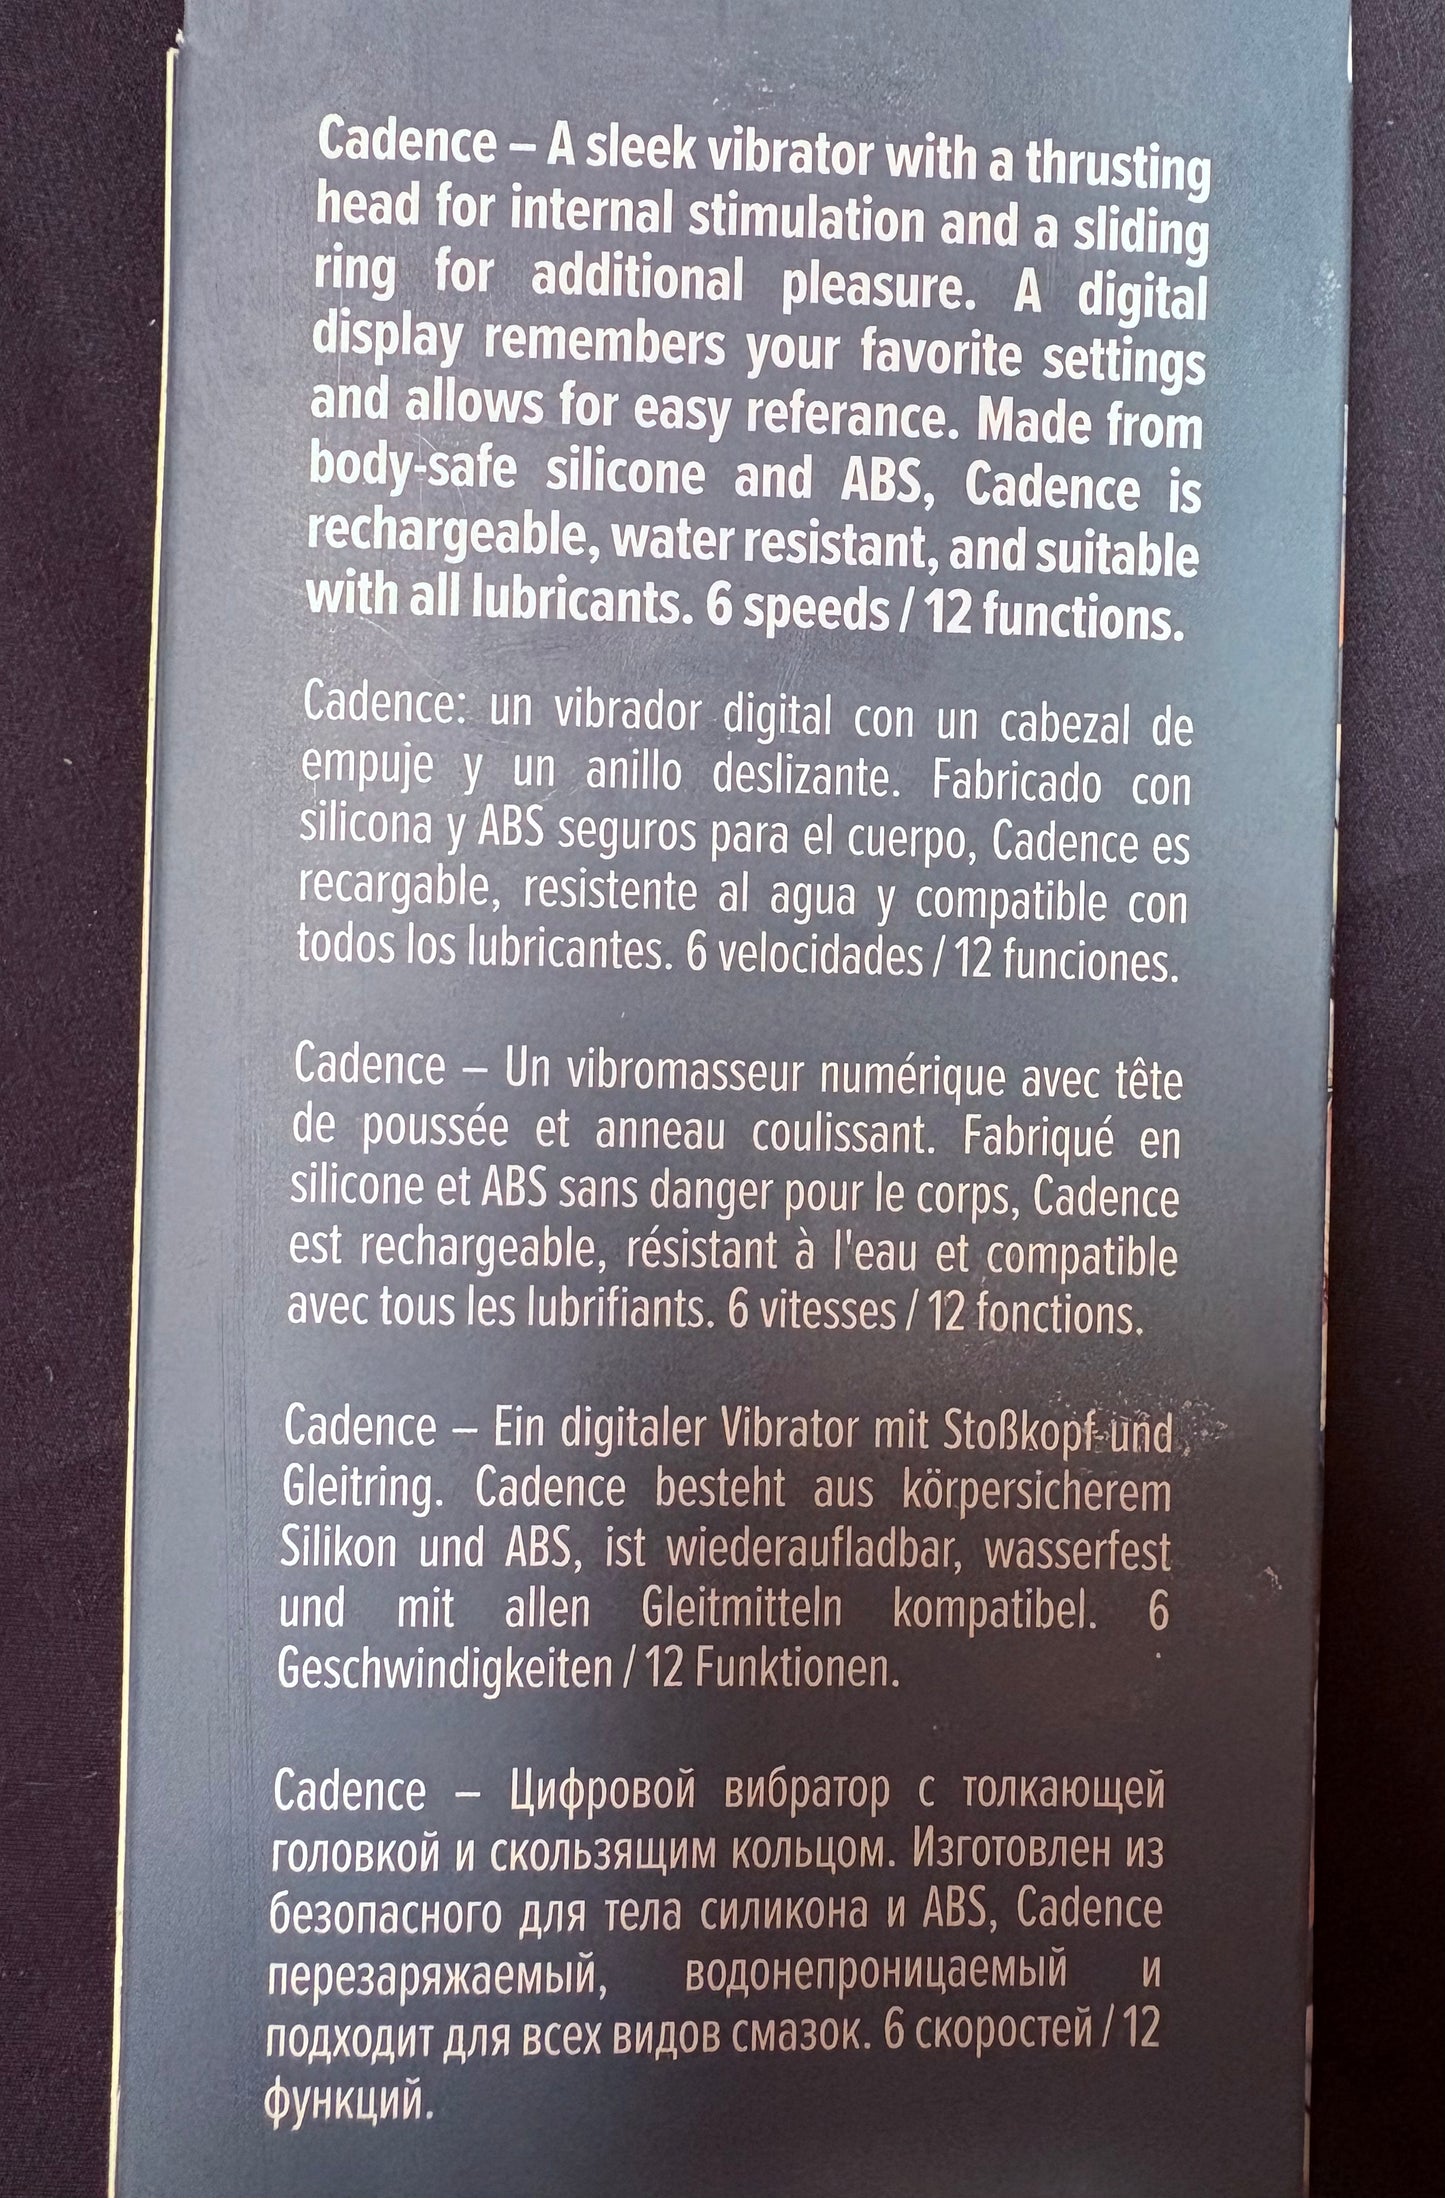 Cadence – A sleek vibrator with a thrusting
head for internal stimulation and a sliding
ring for additional pleasure. A digital
display remembers your favorite settings
and allows for easy referance. Made from
body-safe silicone and ABS, Cadence is
rechargeable, water resistant, and suitable
with all lubricants. 6 speeds / 12 functions.
Cadence: un vibrador digital con un cabezal de
empuje y un anillo deslizante. Fabricado con
silicona y ABS seguros para el cuerpo, Cadence es
recargable, resistente al agua y compatible con
todos los lubricantes. 6 velocidades / 12 funciones.
Cadence – Un vibromasseur numérique avec tête
de poussée et anneau coulissant. Fabriqué en
silicone et ABS sans danger pour le corps, Cadence
est rechargeable, résistant à l'eau et compatible
avec tous les lubrifiants. 6 vitesses / 12 fonctions.
Cadence – Ein digitaler Vibrator mit Stoßkopf und
Gleitring. Cadence besteht aus körpersicherem
Silikon und ABS, ist wiederaufladbar, wasserfest
und mit allen Gleitmitteln kompatibel. 6
Geschwindigkeiten / 12 Funktionen.
Cadence – Цифровой вибратор с толкающей
головкой и скользящим кольцом. Изготовлен из
безопасного для тела силикона и ABS, Cadence
перезаряжаемый, водонепроницаемый и
подходит для всех видов смазок. 6 скоростей / 12
функций.